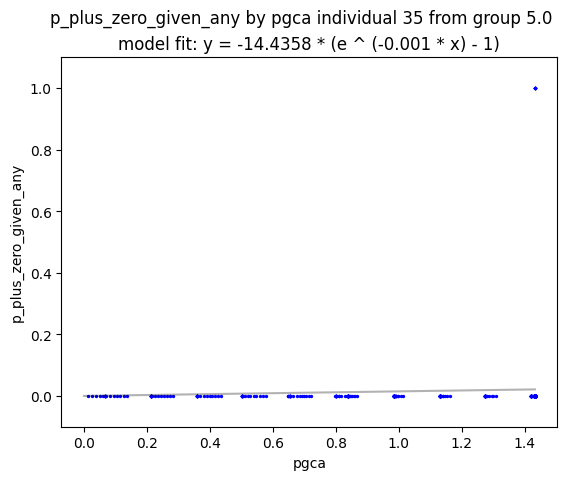 p_plus_zero_given_any by pgca individual 35 from group 5.0
model fit: y = -14.4358 * (e ^ (-0.001 * x) - 1)
1.0
0.8
0.6
0.4
0.2
0.0
p_plus_zero_given_any
0.0 0.2 0.4 0.6 0.8 1.0 1.2 1.4
pgca